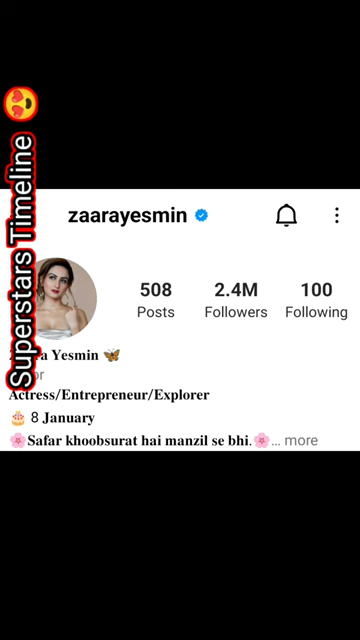 Superstars Timeline 😍
zaarayesmin
508 2.4M 100
Posts Followers Following
Yesmin 🦋
Actress/Entrepreneur/Explorer
🎂 8 January
🌸Safar khoobsurat hai manzil se bhi.🌸... more